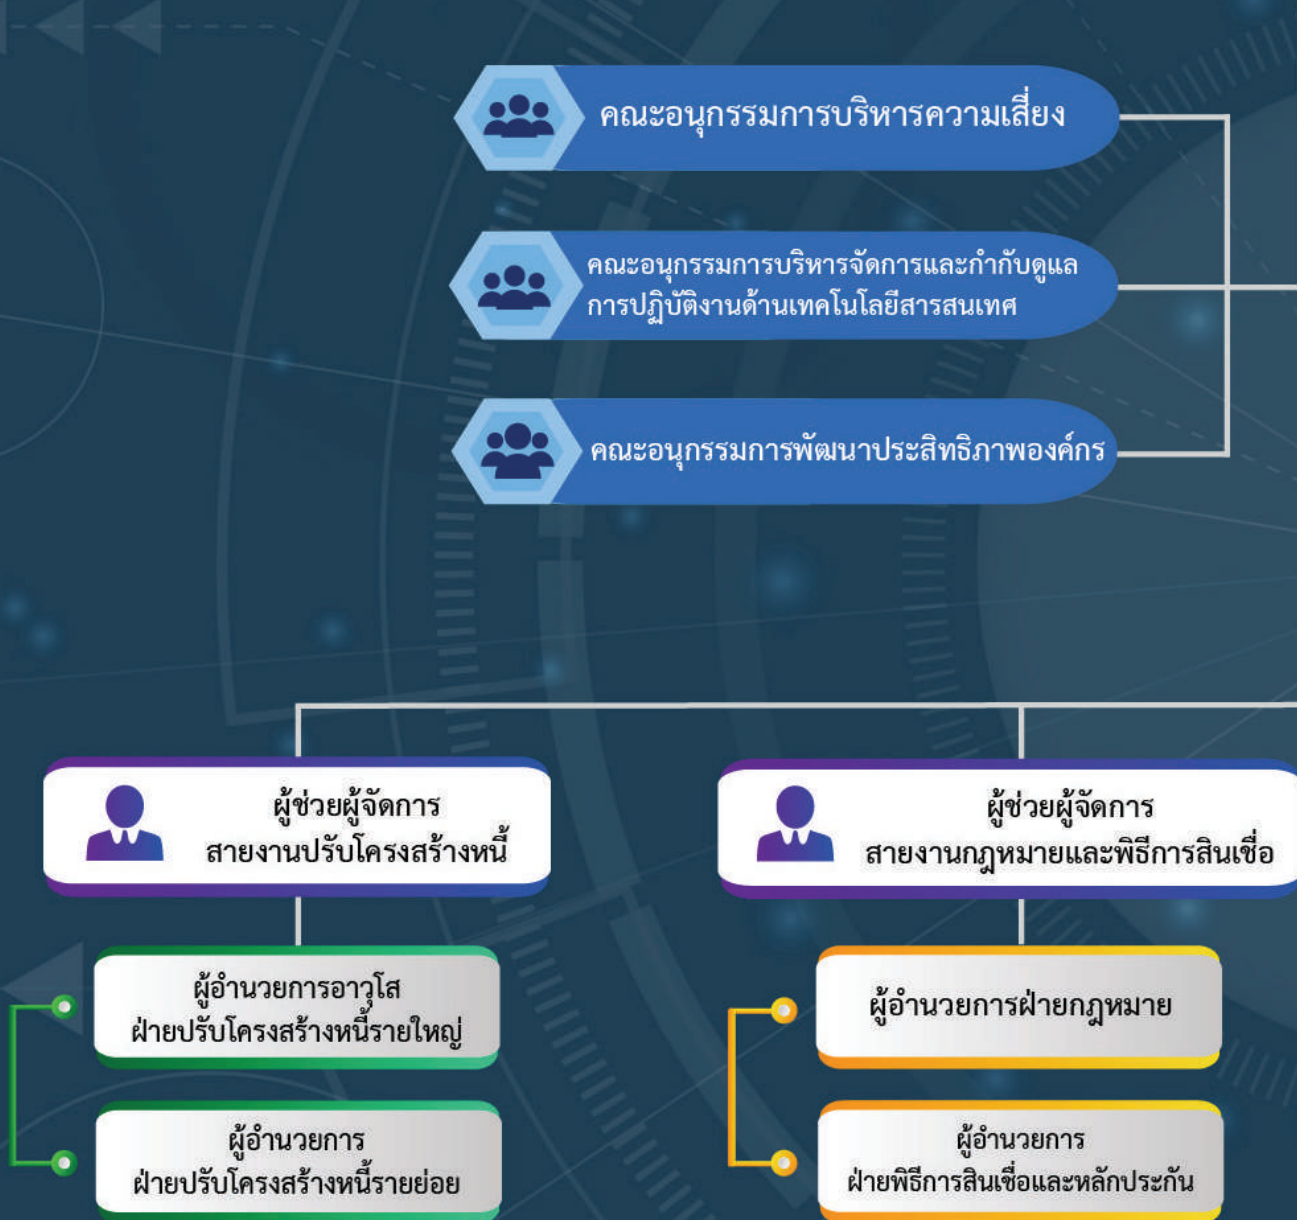 คณะอนุกรรมการบริหารความเสี่ยง
คณะอนุกรรมการบริหารจัดการและกำกับดูแล
การปฏิบัติงานด้านเทคโนโลยีสารสนเทศ
คณะอนุกรรมการพัฒนาประสิทธิภาพองค์กร
ผู้ช่วยผู้จัดการ
สายงานปรับโครงสร้างหนี้
ผู้ช่วยผู้จัดการ
สายงานกฎหมายและพิธีการสินเชื่อ
ผู้อำนวยการอาวุโส
ฝ่ายปรับโครงสร้างหนี้รายใหญ่
ผู้อำนวยการฝ่ายกฎหมาย
ผู้อำนวยการ
ฝ่ายปรับโครงสร้างหนี้รายย่อย
ผู้อำนวยการ
ฝ่ายพิธีการสินเชื่อและหลักประกัน